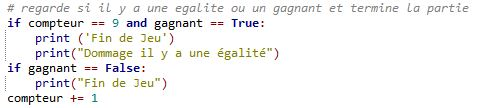 # regarde si il y a une egalite ou un gagnant et termine la partie
if compteur == 9 and gagnant == True:
    print ('Fin de Jeu')
    print("Dommage il y a une égalité")
if gagnant == False:
    print("Fin de Jeu")
compteur += 1